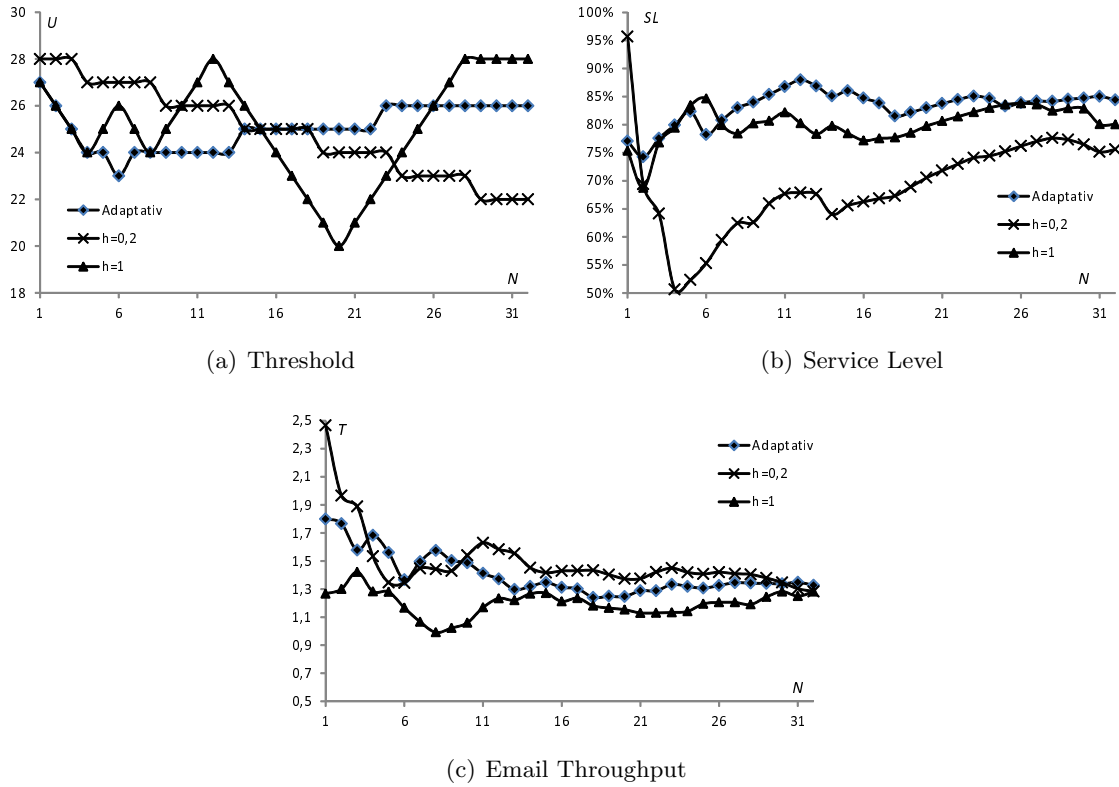 30
28
26
24
22
20
18
U
Adaptativ
h=0,2
h=1
N
1 6 11 16 21 26 31
(a) Threshold
100%
95%
90%
85%
80%
75%
70%
65%
60%
55%
50%
SL
Adaptativ
h=0,2
h=1
N
1 6 11 16 21 26 31
(b) Service Level
2,5
2,3
2,1
1,9
1,7
1,5
1,3
1,1
0,9
0,7
0,5
T
Adaptativ
h=0,2
h=1
N
1 6 11 16 21 26 31
(c) Email Throughput